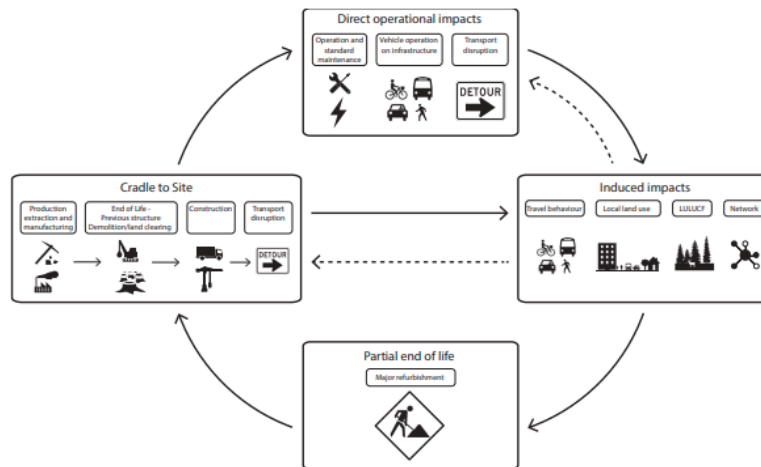 Direct operational impacts
Operation and
standard
maintenance
Vehicle operation
on infrastructure
Transport
disruption
DETOUR
Cradle to Site
Production
extraction and
manufacturing
End of Life -
Previous structure
Demolition/land clearing
Construction
Transport
disruption
DETOUR
Induced impacts
Travel behaviour
Local land use
LULUCF
Network
Partial end of life
Major refurbishment